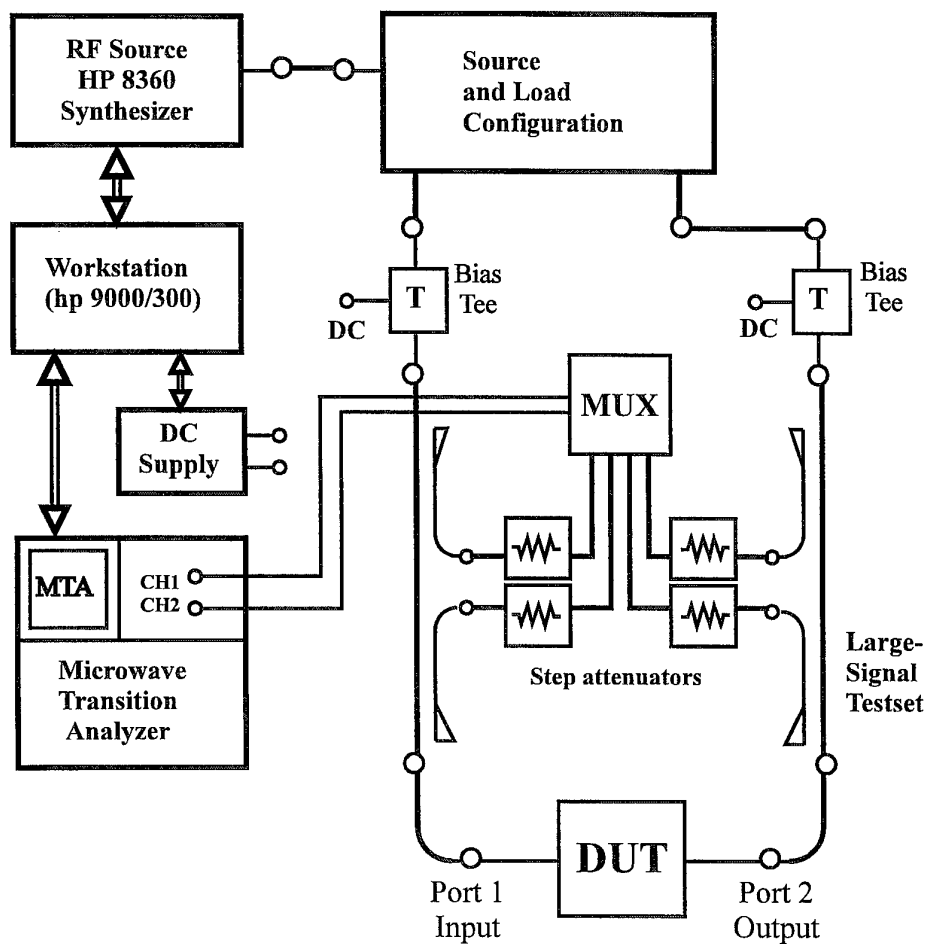 RF Source
HP 8360
Synthesizer
Source
and Load
Configuration
Workstation
(hp 9000/300)
T
Bias
Tee
DC
T
Bias
Tee
DC
MUX
DC
Supply
MTA
CH1
CH2
Microwave
Transition
Analyzer
Step attenuators
Large-
Signal
Testset
DUT
Port 1
Input
Port 2
Output